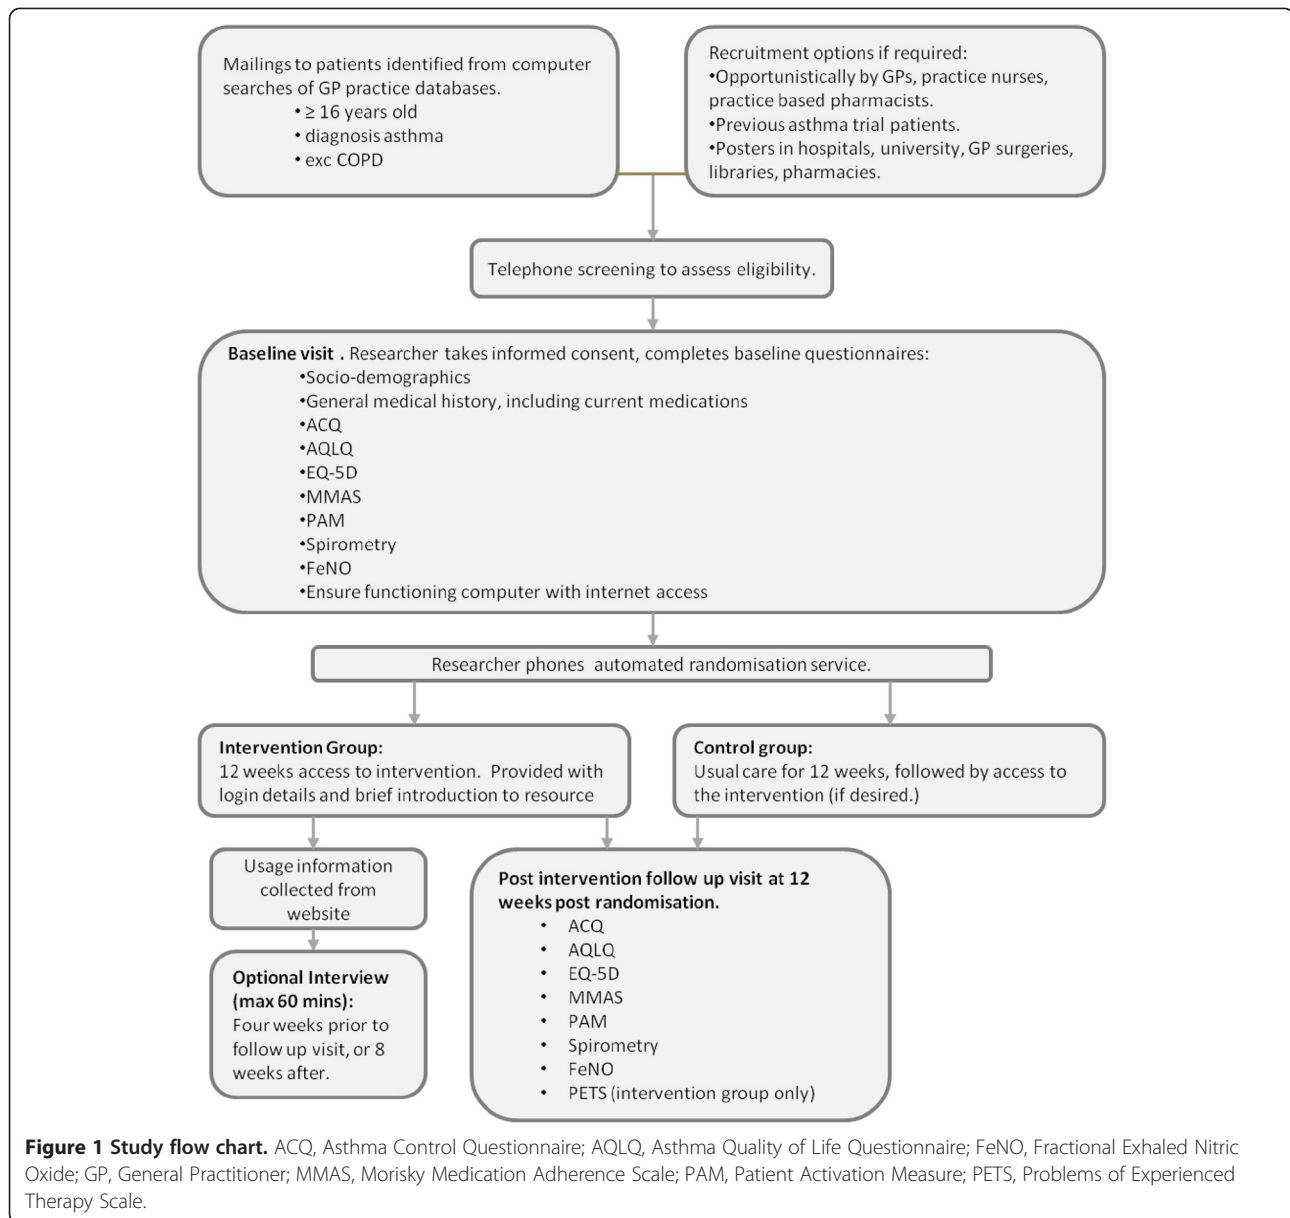 Mailings to patients identified from computer
searches of GP practice databases.
• ≥ 16 years old
• diagnosis asthma
• exc COPD
Recruitment options if required:
•Opportunistically by GPs, practice nurses,
practice based pharmacists.
•Previous asthma trial patients.
•Posters in hospitals, university, GP surgeries,
libraries, pharmacies.
Telephone screening to assess eligibility.
Baseline visit . Researcher takes informed consent, completes baseline questionnaires:
•Socio-demographics
•General medical history, including current medications
•ACQ
•AQLQ
•EQ-5D
•MMAS
•PAM
•Spirometry
•FeNO
•Ensure functioning computer with internet access
Researcher phones automated randomisation service.
Intervention Group:
12 weeks access to intervention. Provided with
login details and brief introduction to resource
Control group:
Usual care for 12 weeks, followed by access to
the intervention (if desired.)
Usage information
collected from
website
Optional Interview
(max 60 mins):
Four weeks prior to
follow up visit, or 8
weeks after.
Post intervention follow up visit at 12
weeks post randomisation.
• ACQ
• AQLQ
• EQ-5D
• MMAS
• PAM
• Spirometry
• FeNO
• PETS (intervention group only)
Figure 1 Study flow chart. ACQ, Asthma Control Questionnaire; AQLQ, Asthma Quality of Life Questionnaire; FeNO, Fractional Exhaled Nitric
Oxide; GP, General Practitioner; MMAS, Morisky Medication Adherence Scale; PAM, Patient Activation Measure; PETS, Problems of Experienced
Therapy Scale.